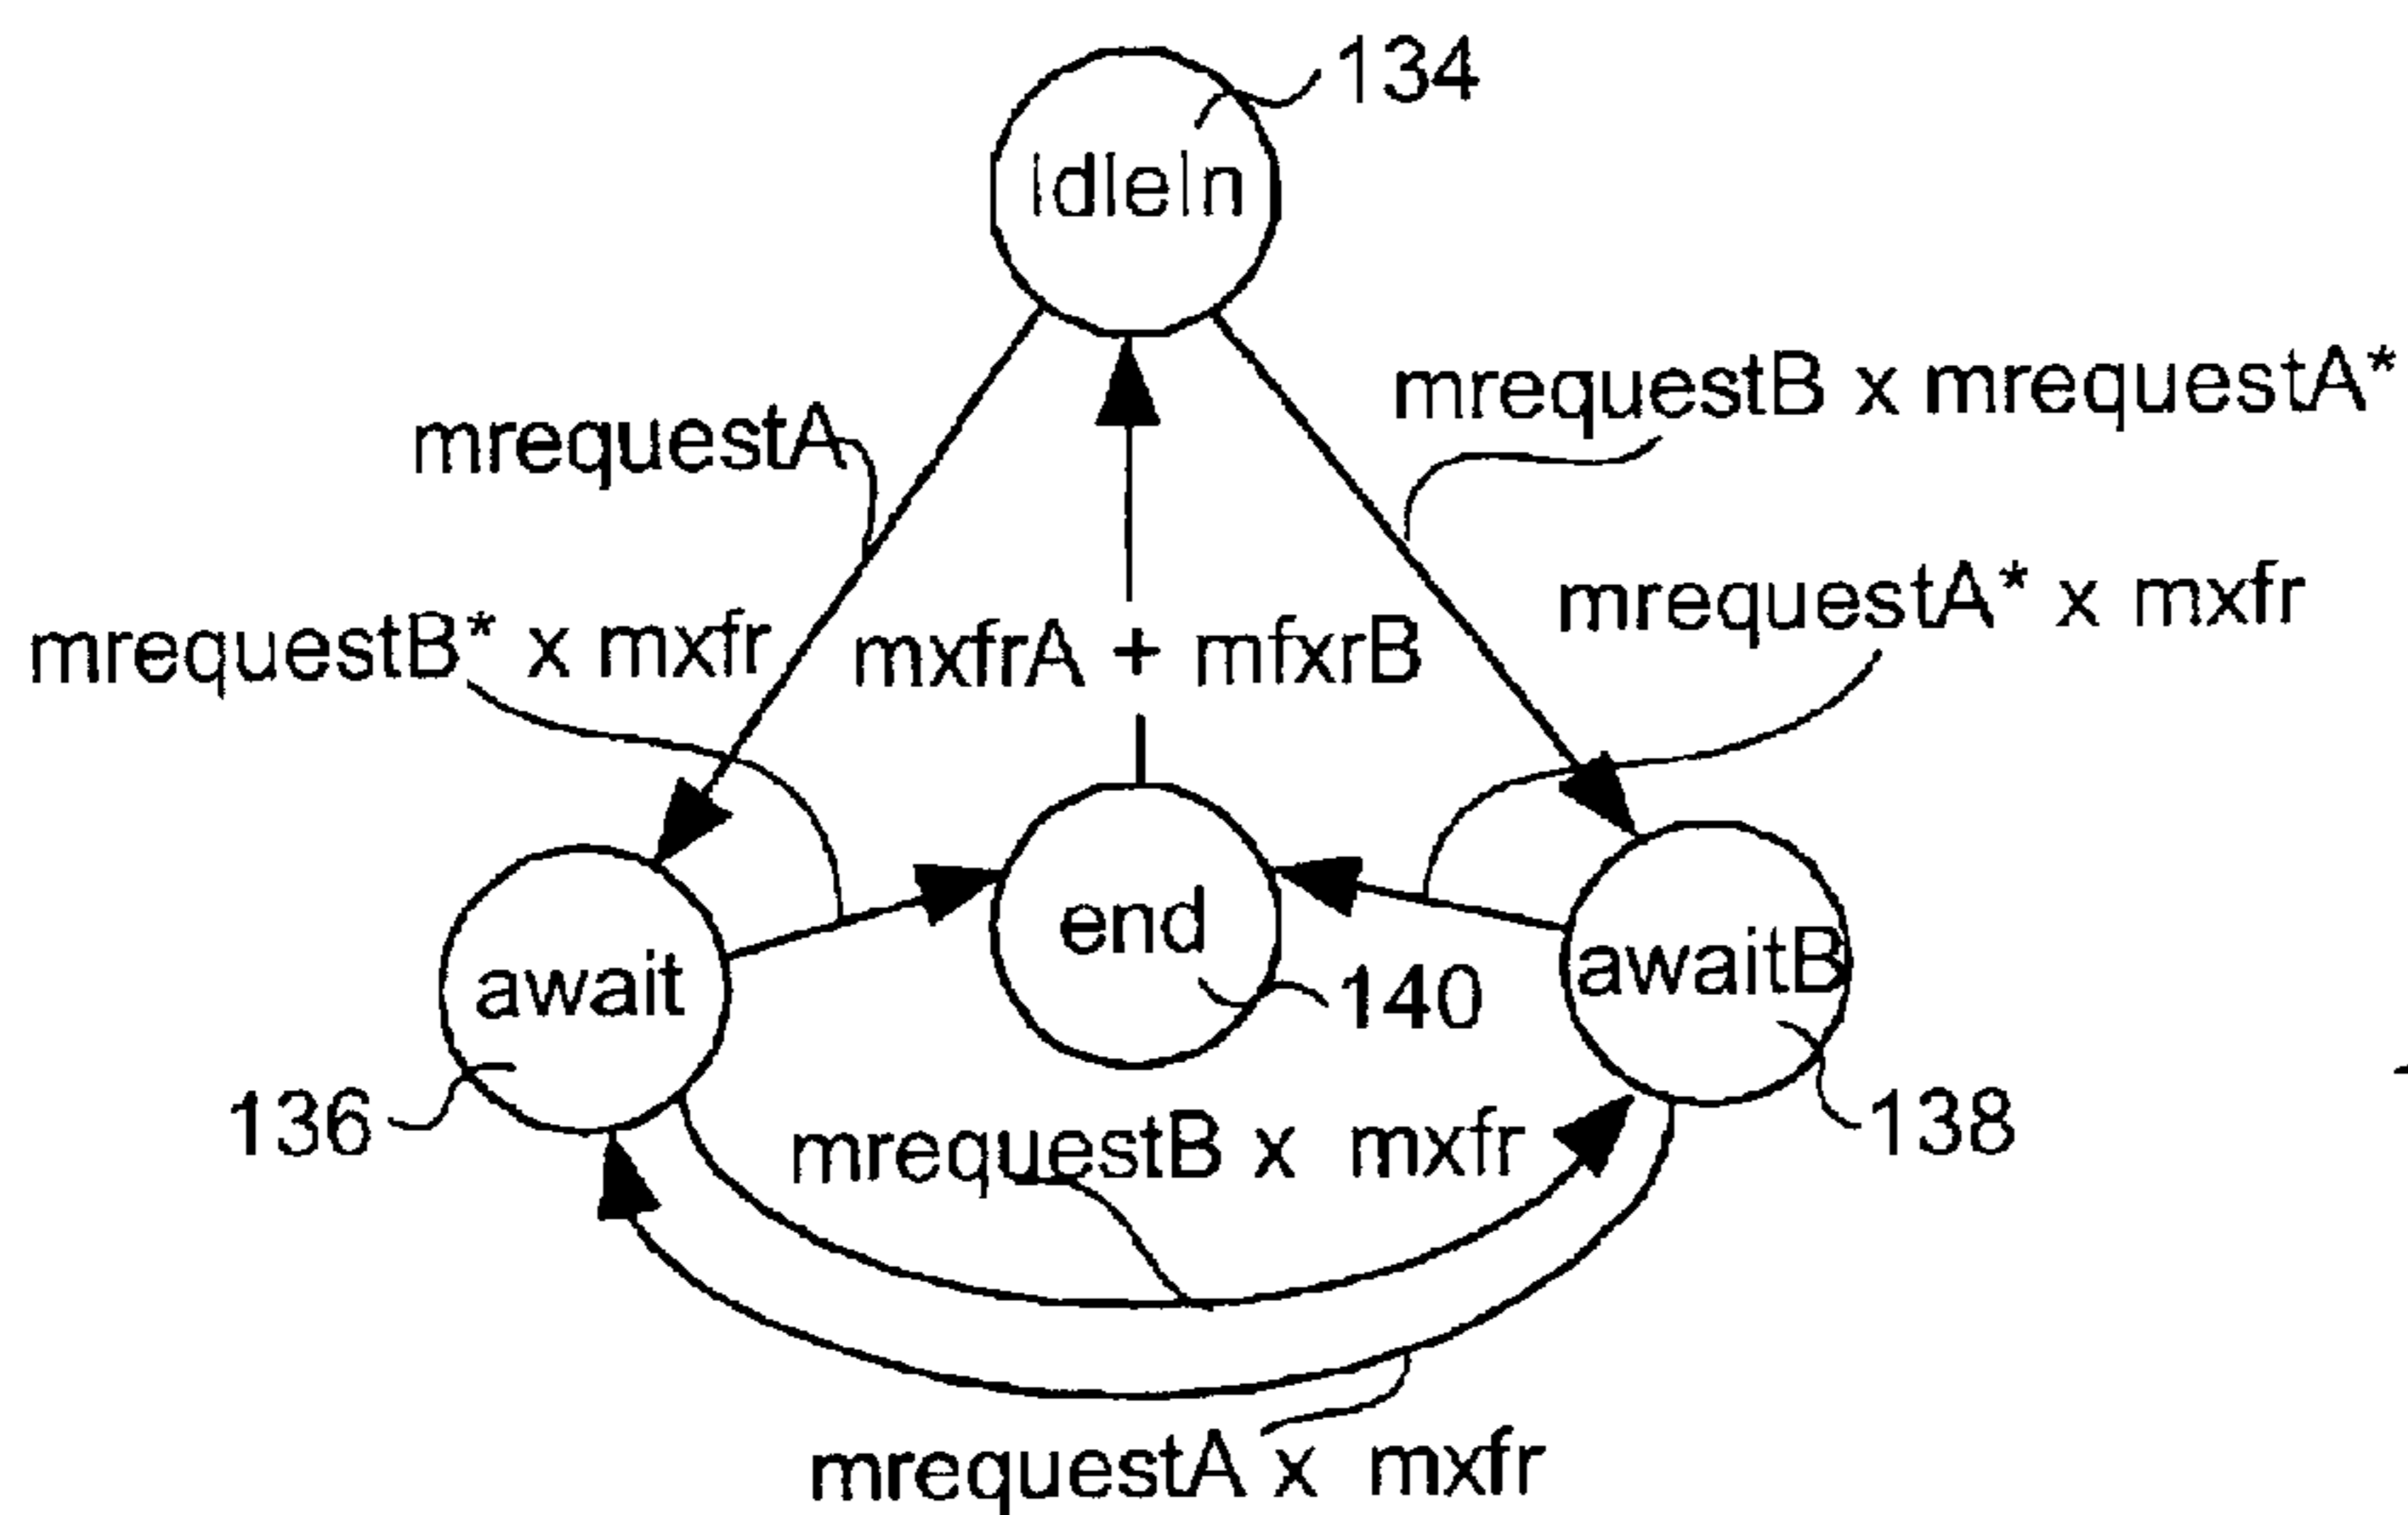 134
IdleIn
mrequestB x mrequestA*
mrequestA
mrequestA* x mxfr
mrequestB* x mxfr
mxfrA + mfxrB
end
awaitB
await
140
136
138
mrequestB x mxfr
mrequestA x mxfr